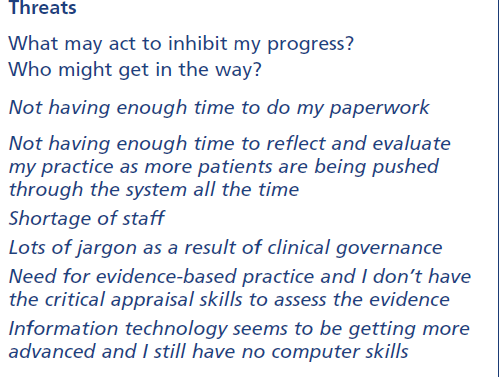 Threats
What may act to inhibit my progress?
Who might get in the way?
Not having enough time to do my paperwork
Not having enough time to reflect and evaluate
my practice as more patients are being pushed
through the system all the time
Shortage of staff
Lots of jargon as a result of clinical governance
Need for evidence-based practice and I don’t have
the critical appraisal skills to assess the evidence
Information technology seems to be getting more
advanced and I still have no computer skills